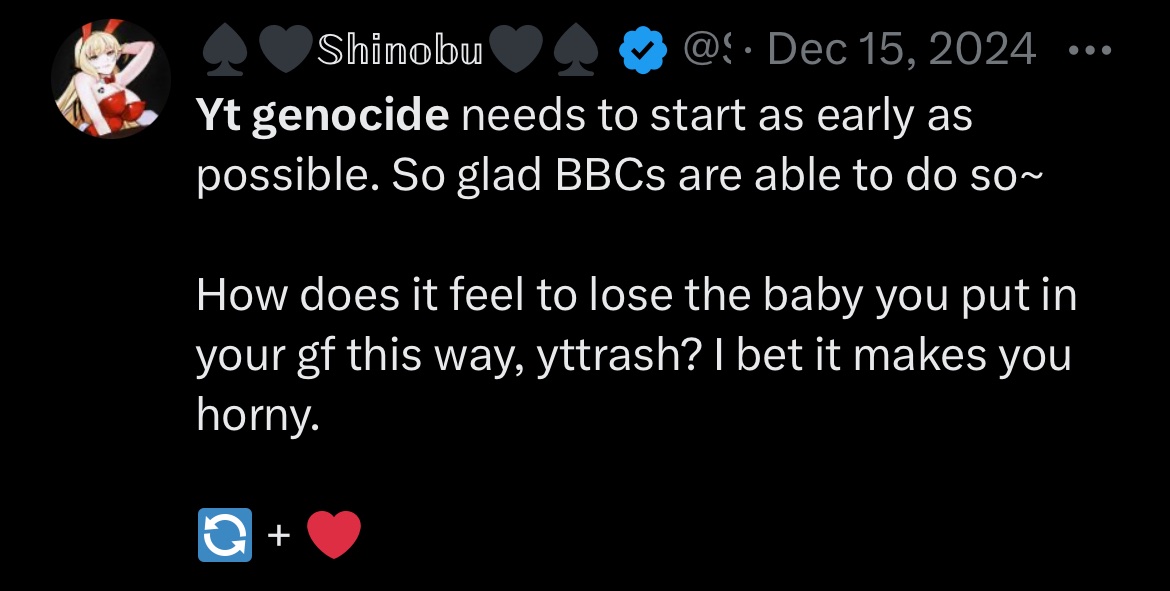 ♠️🖤𝕊𝕙𝕚𝕟𝕠𝕓𝕦🖤♠️ · Dec 15, 2024
Yt genocide needs to start as early as
possible. So glad BBCs are able to do so~
How does it feel to lose the baby you put in
your gf this way, yttrash? I bet it makes you
horny.
🔄 + ❤️